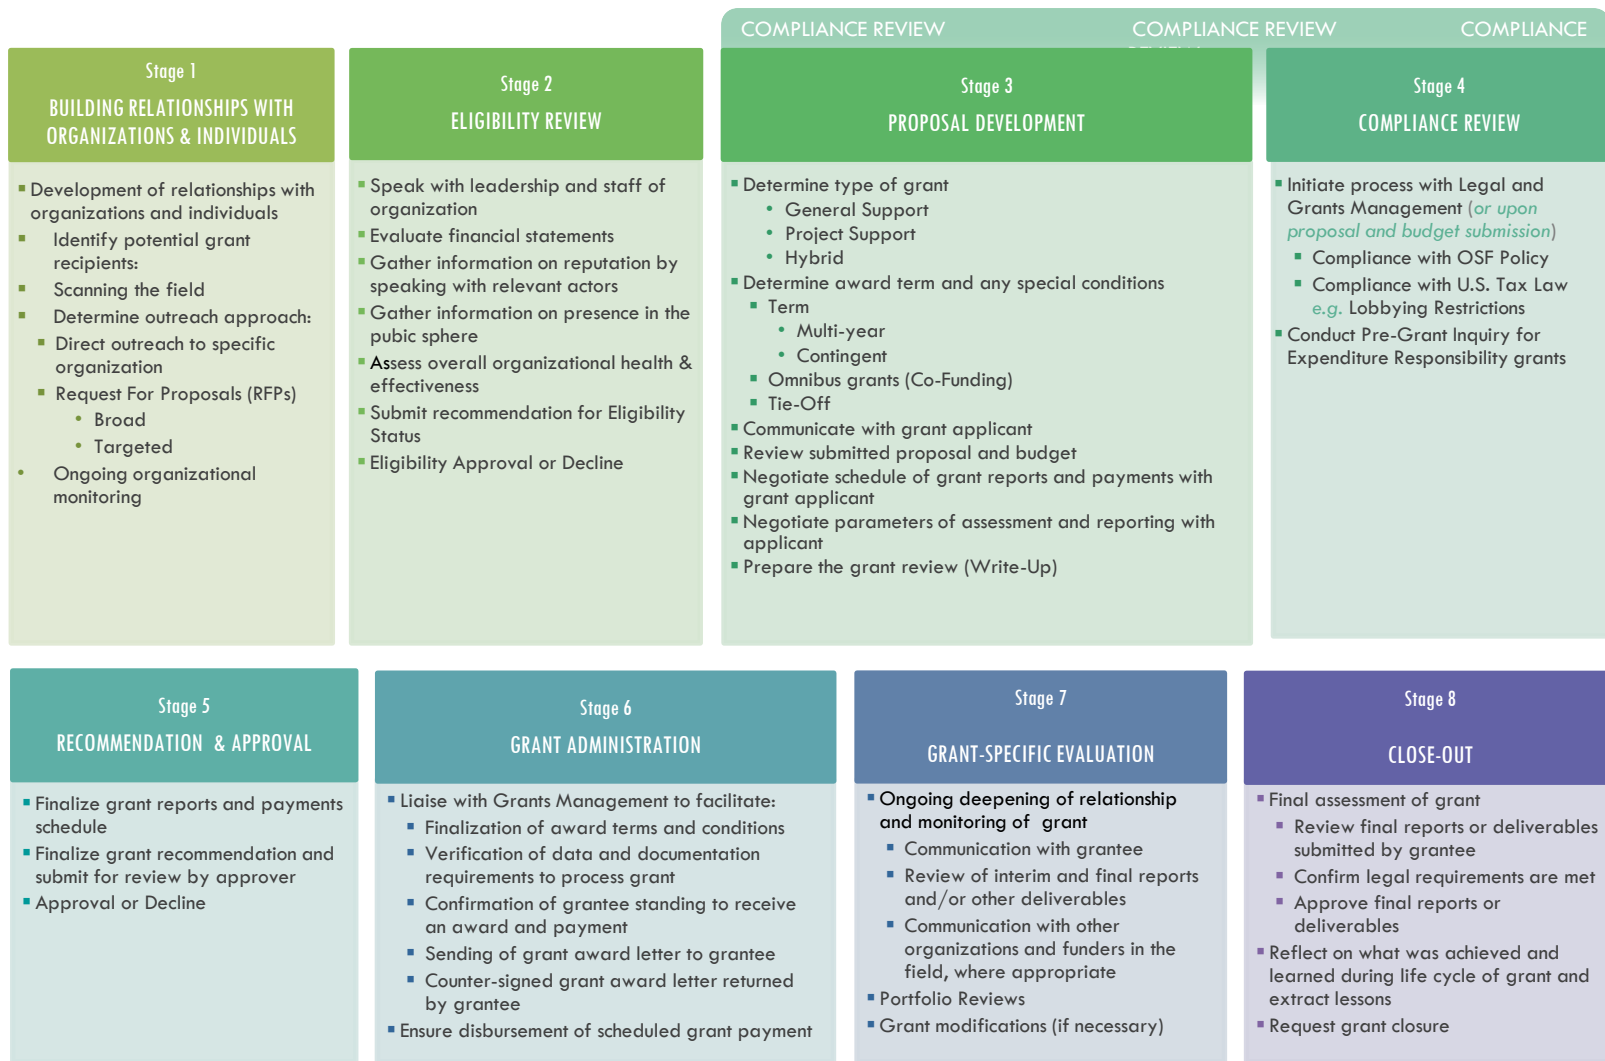 COMPLIANCE REVIEW COMPLIANCE REVIEW COMPLIANCE
Stage 1
BUILDING RELATIONSHIPS WITH
ORGANIZATIONS & INDIVIDUALS
▪ Development of relationships with
organizations and individuals
▪ Identify potential grant
recipients:
▪ Scanning the field
▪ Determine outreach approach:
▪ Direct outreach to specific
organization
▪ Request For Proposals (RFPs)
• Broad
• Targeted
• Ongoing organizational
monitoring
Stage 2
ELIGIBILITY REVIEW
▪ Speak with leadership and staff of
organization
▪ Evaluate financial statements
▪ Gather information on reputation by
speaking with relevant actors
▪ Gather information on presence in the
pubic sphere
▪ Assess overall organizational health &
effectiveness
▪ Submit recommendation for Eligibility
Status
▪ Eligibility Approval or Decline
Stage 3
PROPOSAL DEVELOPMENT
▪ Determine type of grant
• General Support
• Project Support
• Hybrid
▪ Determine award term and any special conditions
▪ Term
• Multi-year
• Contingent
▪ Omnibus grants (Co-Funding)
▪ Tie-Off
▪ Communicate with grant applicant
▪ Review submitted proposal and budget
▪ Negotiate schedule of grant reports and payments with
grant applicant
▪ Negotiate parameters of assessment and reporting with
applicant
▪ Prepare the grant review (Write-Up)
Stage 4
COMPLIANCE REVIEW
▪ Initiate process with Legal and
Grants Management (or upon
proposal and budget submission)
▪ Compliance with OSF Policy
▪ Compliance with U.S. Tax Law
e.g. Lobbying Restrictions
▪ Conduct Pre-Grant Inquiry for
Expenditure Responsibility grants
Stage 5
RECOMMENDATION & APPROVAL
▪ Finalize grant reports and payments
schedule
▪ Finalize grant recommendation and
submit for review by approver
▪ Approval or Decline
Stage 6
GRANT ADMINISTRATION
▪ Liaise with Grants Management to facilitate:
▪ Finalization of award terms and conditions
▪ Verification of data and documentation
requirements to process grant
▪ Confirmation of grantee standing to receive
an award and payment
▪ Sending of grant award letter to grantee
▪ Counter-signed grant award letter returned
by grantee
▪ Ensure disbursement of scheduled grant payment
Stage 7
GRANT-SPECIFIC EVALUATION
▪ Ongoing deepening of relationship
and monitoring of grant
▪ Communication with grantee
▪ Review of interim and final reports
and/or other deliverables
▪ Communication with other
organizations and funders in the
field, where appropriate
▪ Portfolio Reviews
▪ Grant modifications (if necessary)
Stage 8
CLOSE-OUT
▪ Final assessment of grant
▪ Review final reports or deliverables
submitted by grantee
▪ Confirm legal requirements are met
▪ Approve final reports or
deliverables
▪ Reflect on what was achieved and
learned during life cycle of grant and
extract lessons
▪ Request grant closure